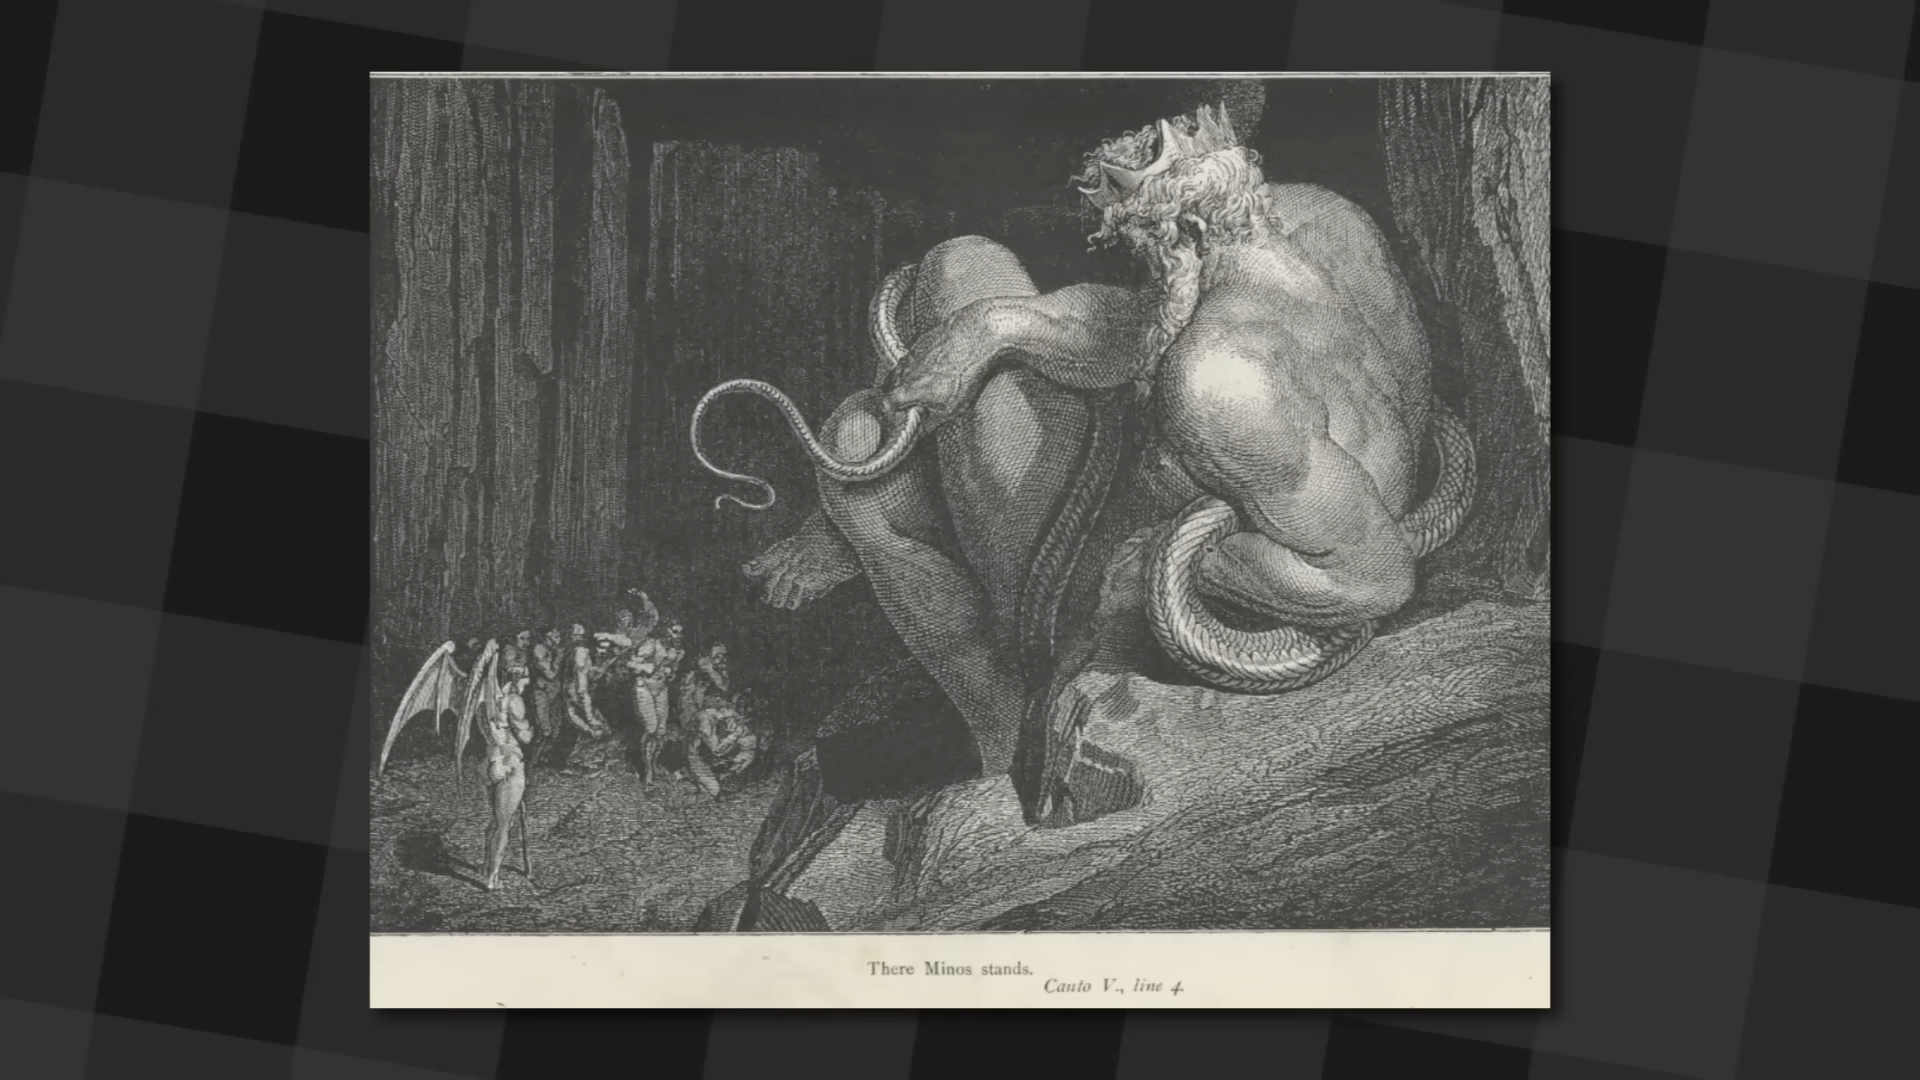 There Minos stands.
Canto V., line 4.